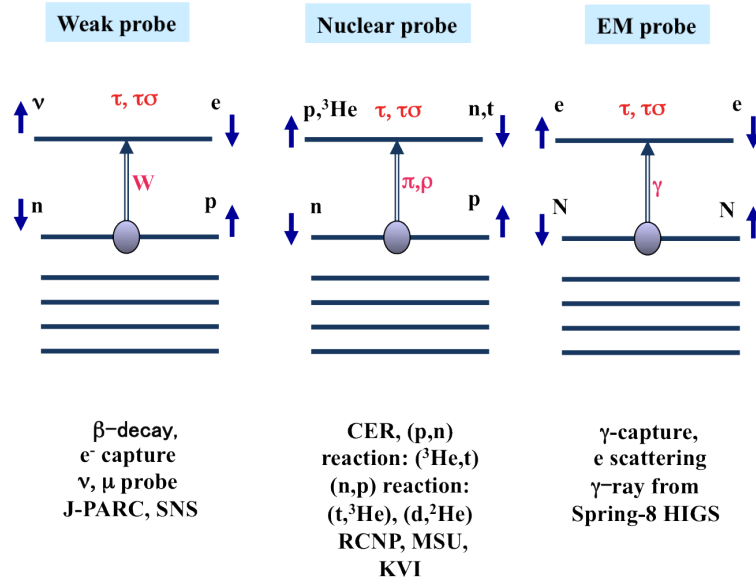 Weak probe
ν τ, τσ e
W
n p
β-decay,
e⁻ capture
ν, μ probe
J-PARC, SNS
Nuclear probe
p,³He τ, τσ n,t
π,ρ
n p
CER, (p,n)
reaction: (³He,t)
(n,p) reaction:
(t,³He), (d,²He)
RCNP, MSU,
KVI
EM probe
e τ, τσ e
γ
N N
γ-capture,
e scattering
γ-ray from
Spring-8 HIGS